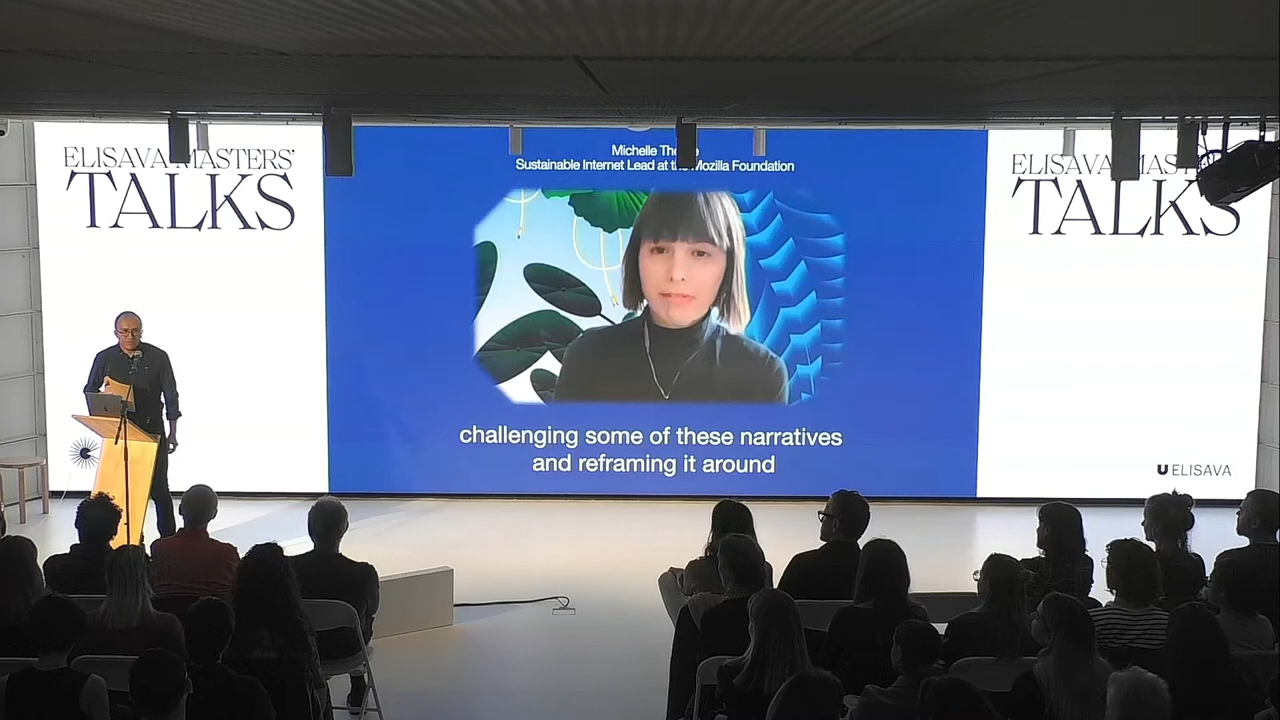 ELISAVA MASTERS'
TALKS
Michelle
Sustainable Internet Lead at the Mozilla Foundation
challenging some of these narratives
and reframing it around
ELISAVA
TALKS
ELISAVA